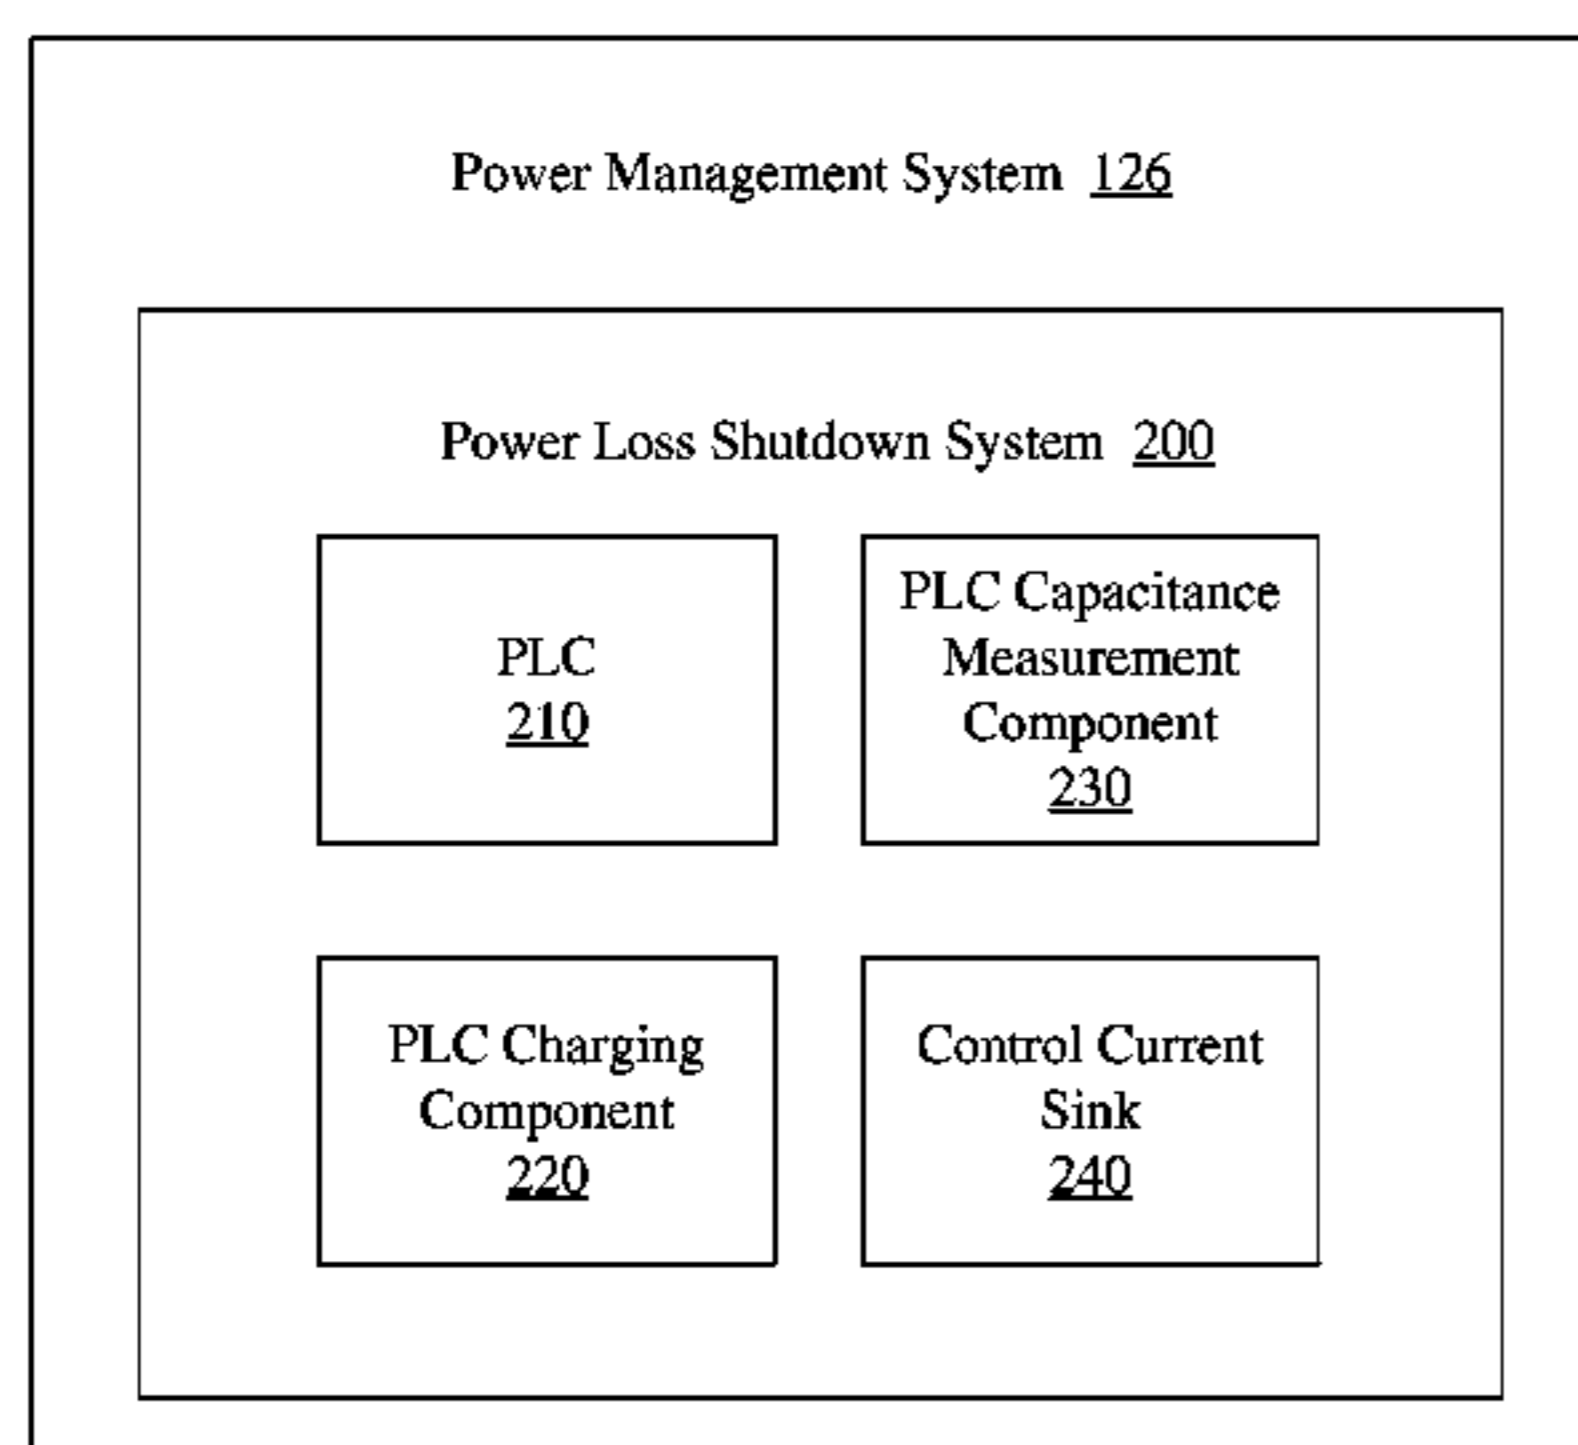 Power Management System 126
Power Loss Shutdown System 200
PLC
210
PLC Capacitance
Measurement
Component
230
PLC Charging
Component
220
Control Current
Sink
240